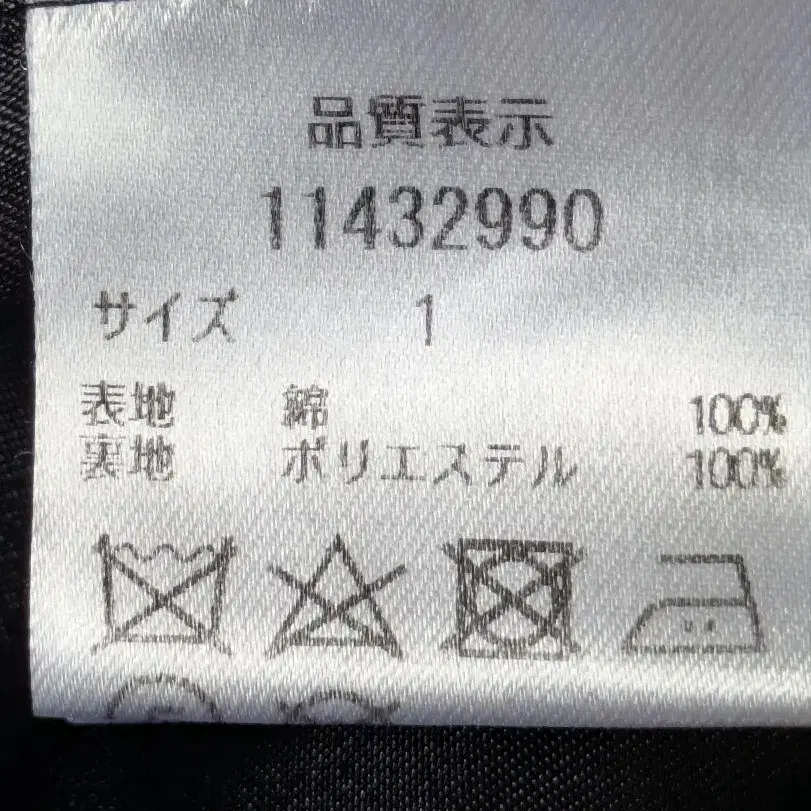 品質表示
11432990
サイズ 1
表地 綿 100%
裏地 ポリエステル 100%